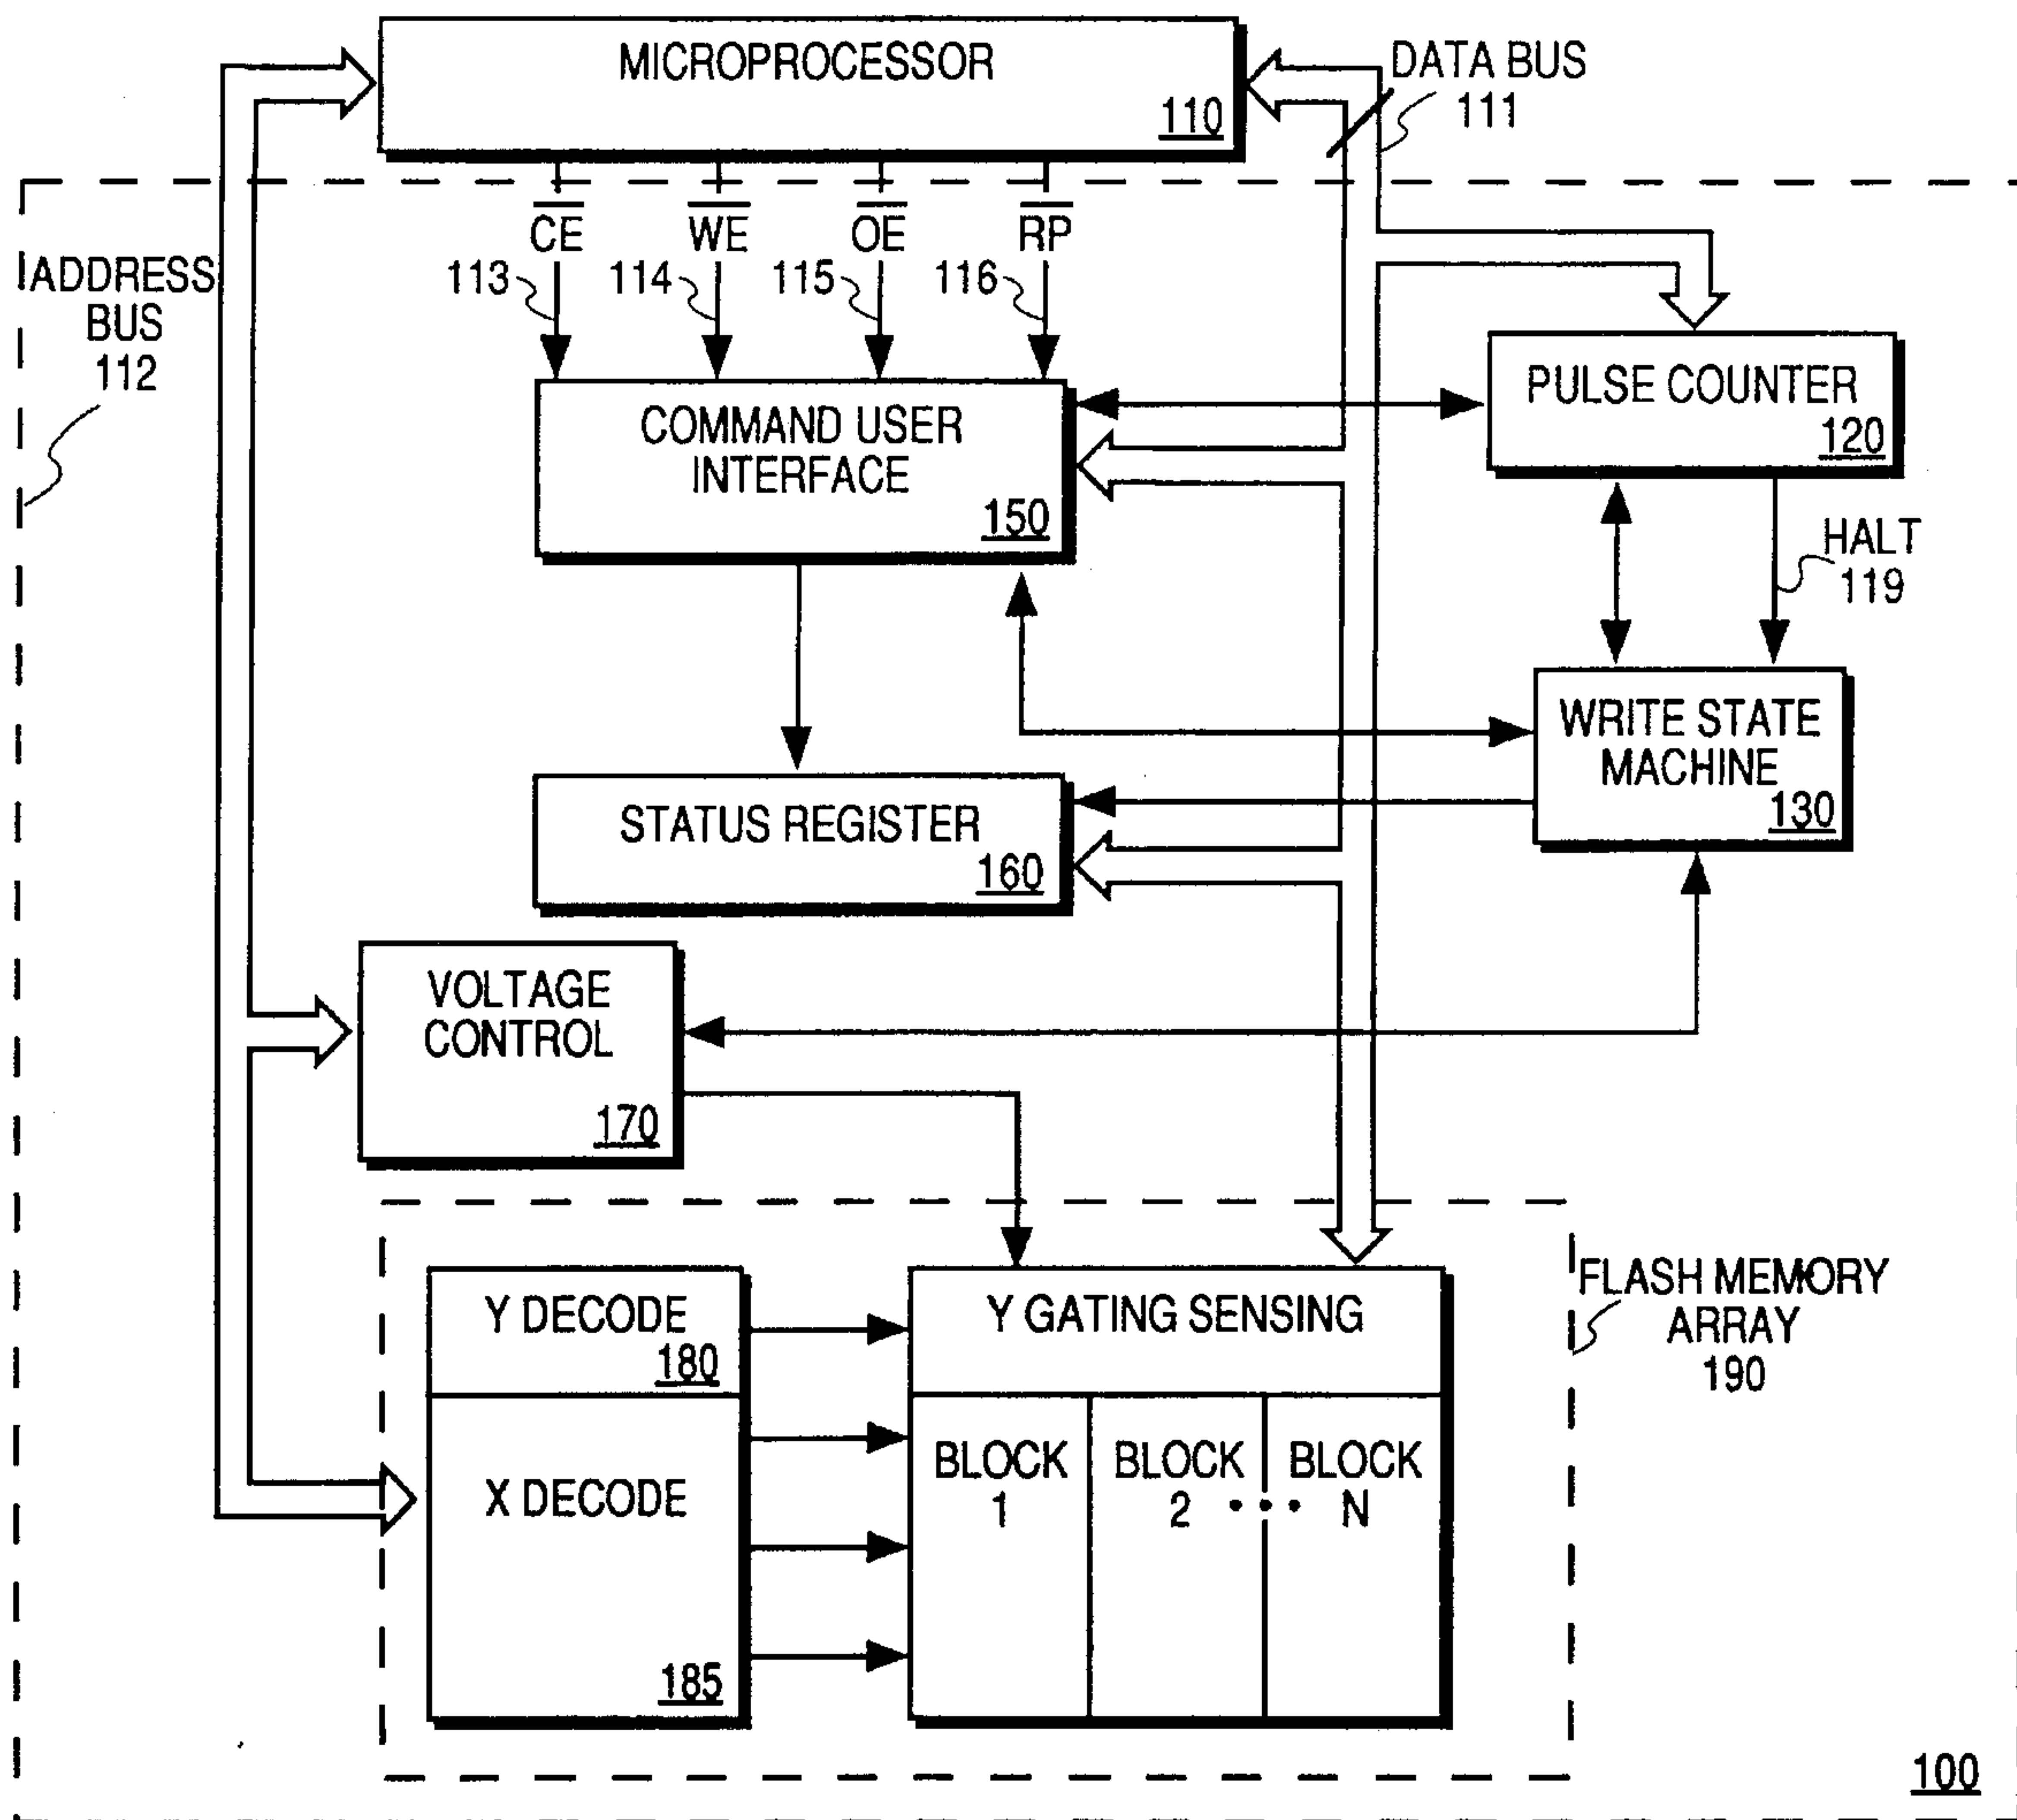 MICROPROCESSOR
110
DATA BUS
111
CE WE OE RP
113 114 115 116
ADDRESS
BUS
112
PULSE COUNTER
120
COMMAND USER
INTERFACE
150
HALT
119
WRITE STATE
MACHINE
130
STATUS REGISTER
160
VOLTAGE
CONTROL
170
FLASH MEMORY
ARRAY
190
Y DECODE
180
Y GATING SENSING
X DECODE
185
BLOCK
1
BLOCK
2
• • •
BLOCK
N
100